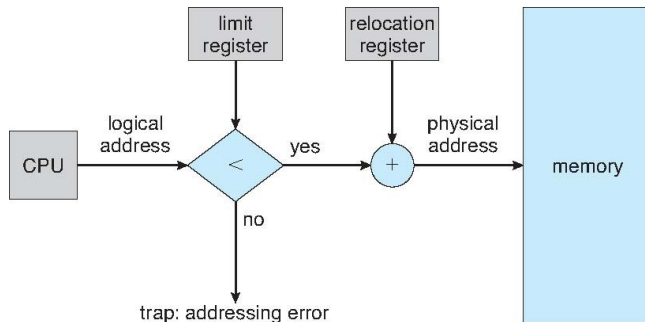 limit
register
relocation
register
logical
address
physical
address
CPU
<
yes
+
memory
no
trap: addressing error